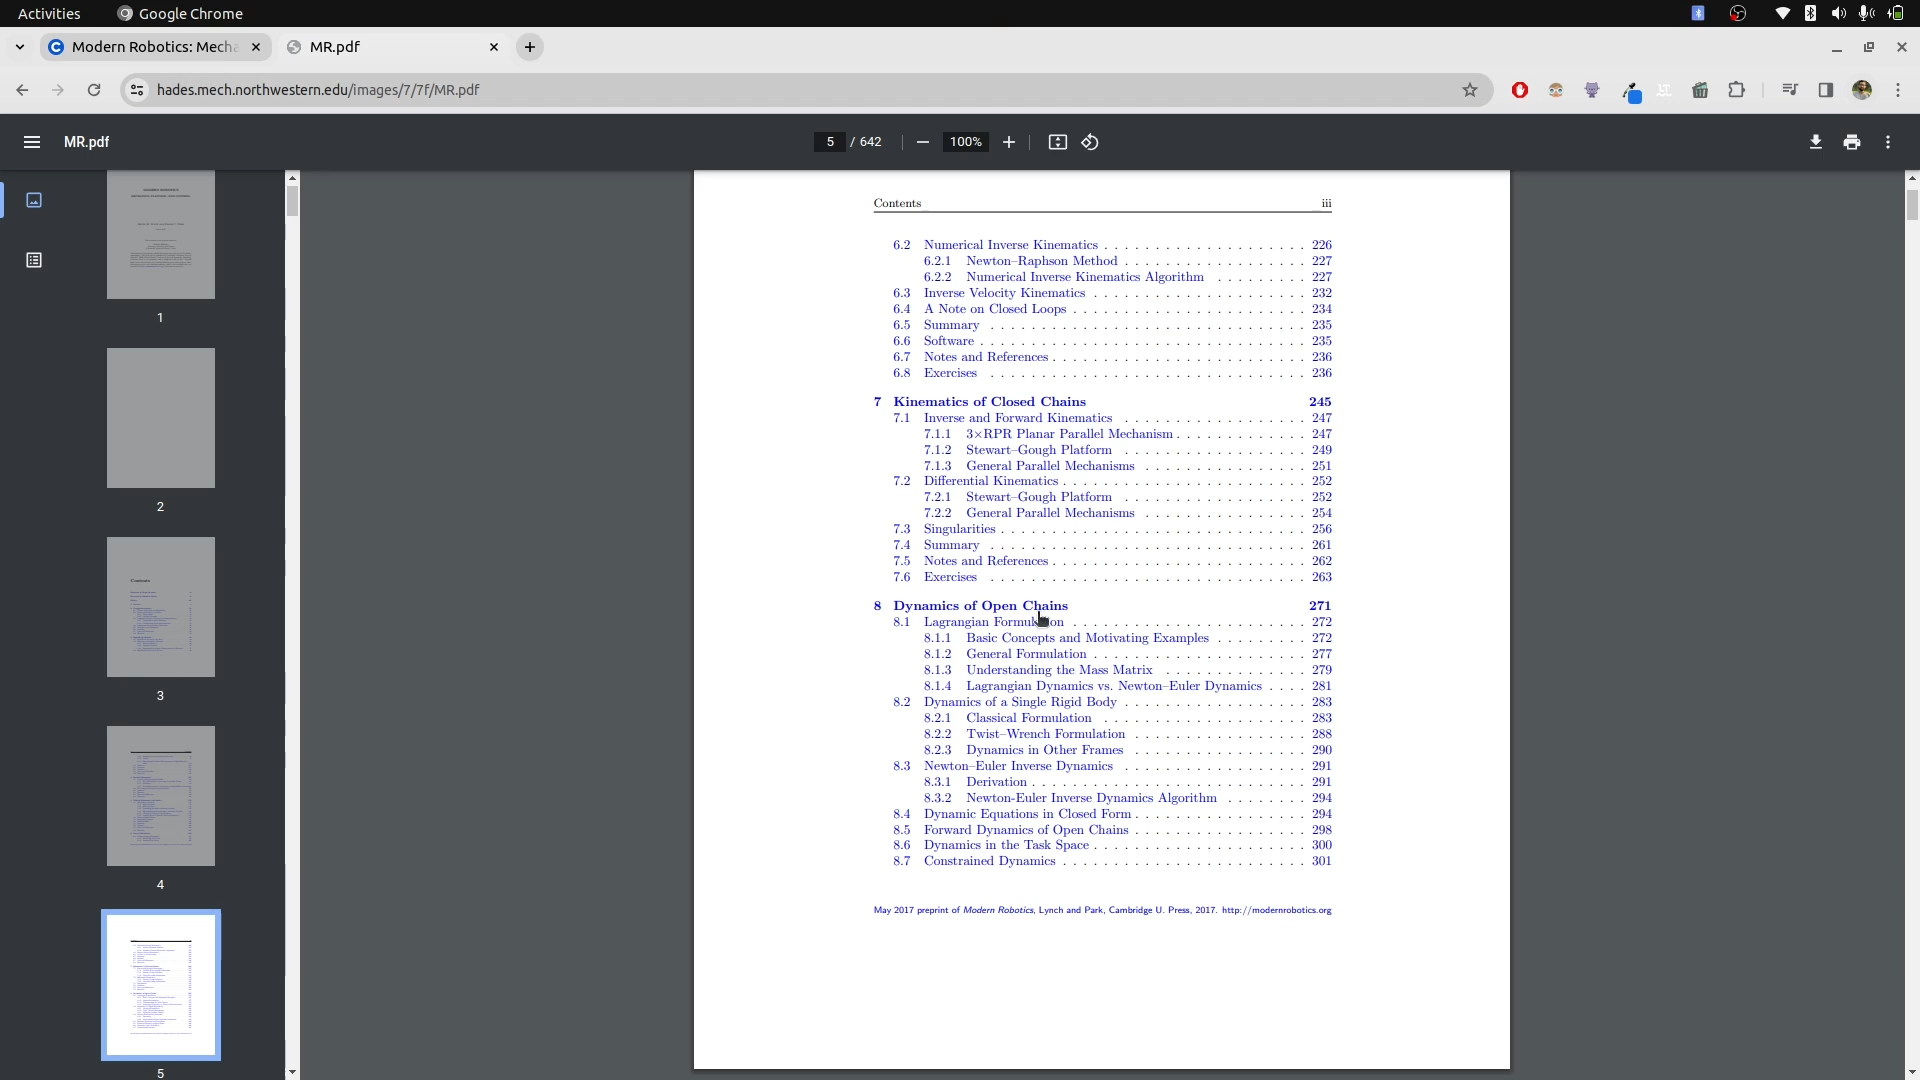 Activities Google Chrome
Modern Robotics: Mecha MR.pdf
hades.mech.northwestern.edu/images/7/7f/MR.pdf
MR.pdf 5 / 642 100%
1
2
3
4
5
Contents iii
6.2 Numerical Inverse Kinematics . . . . . . . . . . . . . . . . . . . . 226
6.2.1 Newton–Raphson Method . . . . . . . . . . . . . . . . . . 227
6.2.2 Numerical Inverse Kinematics Algorithm . . . . . . . . 227
6.3 Inverse Velocity Kinematics . . . . . . . . . . . . . . . . . . . . . 232
6.4 A Note on Closed Loops . . . . . . . . . . . . . . . . . . . . . . . 234
6.5 Summary . . . . . . . . . . . . . . . . . . . . . . . . . . . . . . 235
6.6 Software . . . . . . . . . . . . . . . . . . . . . . . . . . . . . . . 235
6.7 Notes and References . . . . . . . . . . . . . . . . . . . . . . . . 236
6.8 Exercises . . . . . . . . . . . . . . . . . . . . . . . . . . . . . . 236
7 Kinematics of Closed Chains 245
7.1 Inverse and Forward Kinematics . . . . . . . . . . . . . . . . . . 247
7.1.1 3×RPR Planar Parallel Mechanism . . . . . . . . . . . . 247
7.1.2 Stewart–Gough Platform . . . . . . . . . . . . . . . . . . 249
7.1.3 General Parallel Mechanisms . . . . . . . . . . . . . . . 251
7.2 Differential Kinematics . . . . . . . . . . . . . . . . . . . . . . . 252
7.2.1 Stewart–Gough Platform . . . . . . . . . . . . . . . . . . 252
7.2.2 General Parallel Mechanisms . . . . . . . . . . . . . . . 254
7.3 Singularities . . . . . . . . . . . . . . . . . . . . . . . . . . . . . 256
7.4 Summary . . . . . . . . . . . . . . . . . . . . . . . . . . . . . . 261
7.5 Notes and References . . . . . . . . . . . . . . . . . . . . . . . . 262
7.6 Exercises . . . . . . . . . . . . . . . . . . . . . . . . . . . . . . 263
8 Dynamics of Open Chains 271
8.1 Lagrangian Formulation . . . . . . . . . . . . . . . . . . . . . . . 272
8.1.1 Basic Concepts and Motivating Examples . . . . . . . . 272
8.1.2 General Formulation . . . . . . . . . . . . . . . . . . . . 277
8.1.3 Understanding the Mass Matrix . . . . . . . . . . . . . . 279
8.1.4 Lagrangian Dynamics vs. Newton–Euler Dynamics . . . . 281
8.2 Dynamics of a Single Rigid Body . . . . . . . . . . . . . . . . . . 283
8.2.1 Classical Formulation . . . . . . . . . . . . . . . . . . . 283
8.2.2 Twist–Wrench Formulation . . . . . . . . . . . . . . . . . 288
8.2.3 Dynamics in Other Frames . . . . . . . . . . . . . . . . . 290
8.3 Newton–Euler Inverse Dynamics . . . . . . . . . . . . . . . . . . 291
8.3.1 Derivation . . . . . . . . . . . . . . . . . . . . . . . . . . 291
8.3.2 Newton-Euler Inverse Dynamics Algorithm . . . . . . . 294
8.4 Dynamic Equations in Closed Form . . . . . . . . . . . . . . . . . 294
8.5 Forward Dynamics of Open Chains . . . . . . . . . . . . . . . . . 298
8.6 Dynamics in the Task Space . . . . . . . . . . . . . . . . . . . . . 300
8.7 Constrained Dynamics . . . . . . . . . . . . . . . . . . . . . . . . 301
May 2017 preprint of Modern Robotics, Lynch and Park, Cambridge U. Press, 2017. http://modernrobotics.org